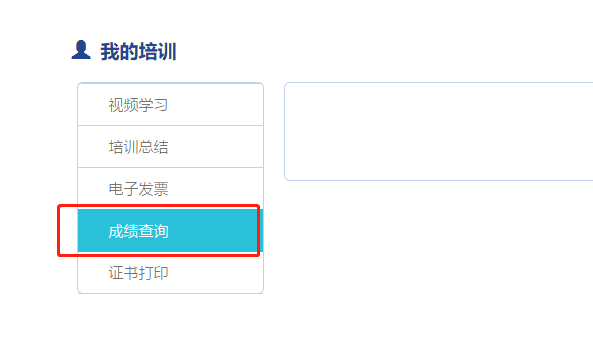 我的培训
视频学习
培训总结
电子发票
成绩查询
证书打印